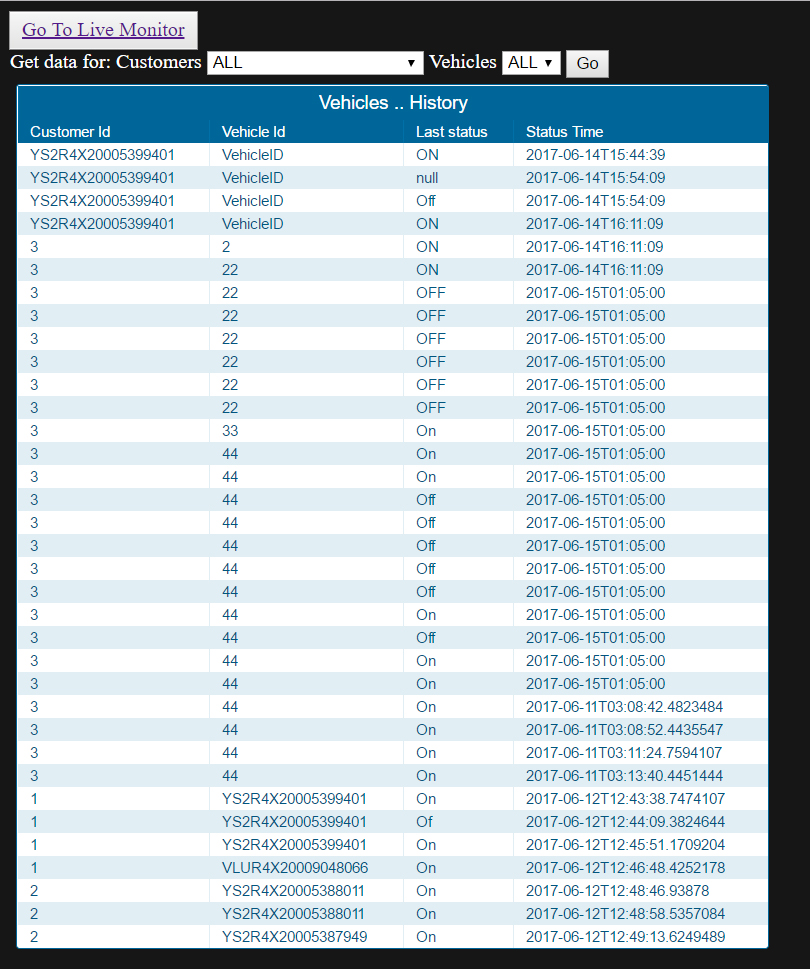 Go To Live Monitor
Get data for: Customers ALL Vehicles ALL Go
Vehicles .. History
Customer Id Vehicle Id Last status Status Time
YS2R4X20005399401 VehicleID ON 2017-06-14T15:44:39
YS2R4X20005399401 VehicleID null 2017-06-14T15:54:09
YS2R4X20005399401 VehicleID Off 2017-06-14T15:54:09
YS2R4X20005399401 VehicleID ON 2017-06-14T16:11:09
3 2 ON 2017-06-14T16:11:09
3 22 ON 2017-06-14T16:11:09
3 22 OFF 2017-06-15T01:05:00
3 22 OFF 2017-06-15T01:05:00
3 22 OFF 2017-06-15T01:05:00
3 22 OFF 2017-06-15T01:05:00
3 22 OFF 2017-06-15T01:05:00
3 22 OFF 2017-06-15T01:05:00
3 33 On 2017-06-15T01:05:00
3 44 On 2017-06-15T01:05:00
3 44 On 2017-06-15T01:05:00
3 44 Off 2017-06-15T01:05:00
3 44 Off 2017-06-15T01:05:00
3 44 Off 2017-06-15T01:05:00
3 44 Off 2017-06-15T01:05:00
3 44 Off 2017-06-15T01:05:00
3 44 On 2017-06-15T01:05:00
3 44 Off 2017-06-15T01:05:00
3 44 On 2017-06-15T01:05:00
3 44 On 2017-06-15T01:05:00
3 44 On 2017-06-11T03:08:42.4823484
3 44 On 2017-06-11T03:08:52.4435547
3 44 On 2017-06-11T03:11:24.7594107
3 44 On 2017-06-11T03:13:40.4451444
1 YS2R4X20005399401 On 2017-06-12T12:43:38.7474107
1 YS2R4X20005399401 Of 2017-06-12T12:44:09.3824644
1 YS2R4X20005399401 On 2017-06-12T12:45:51.1709204
1 VLUR4X20009048066 On 2017-06-12T12:46:48.4252178
2 YS2R4X20005388011 On 2017-06-12T12:48:46.93878
2 YS2R4X20005388011 On 2017-06-12T12:48:58.5357084
2 YS2R4X20005387949 On 2017-06-12T12:49:13.6249489